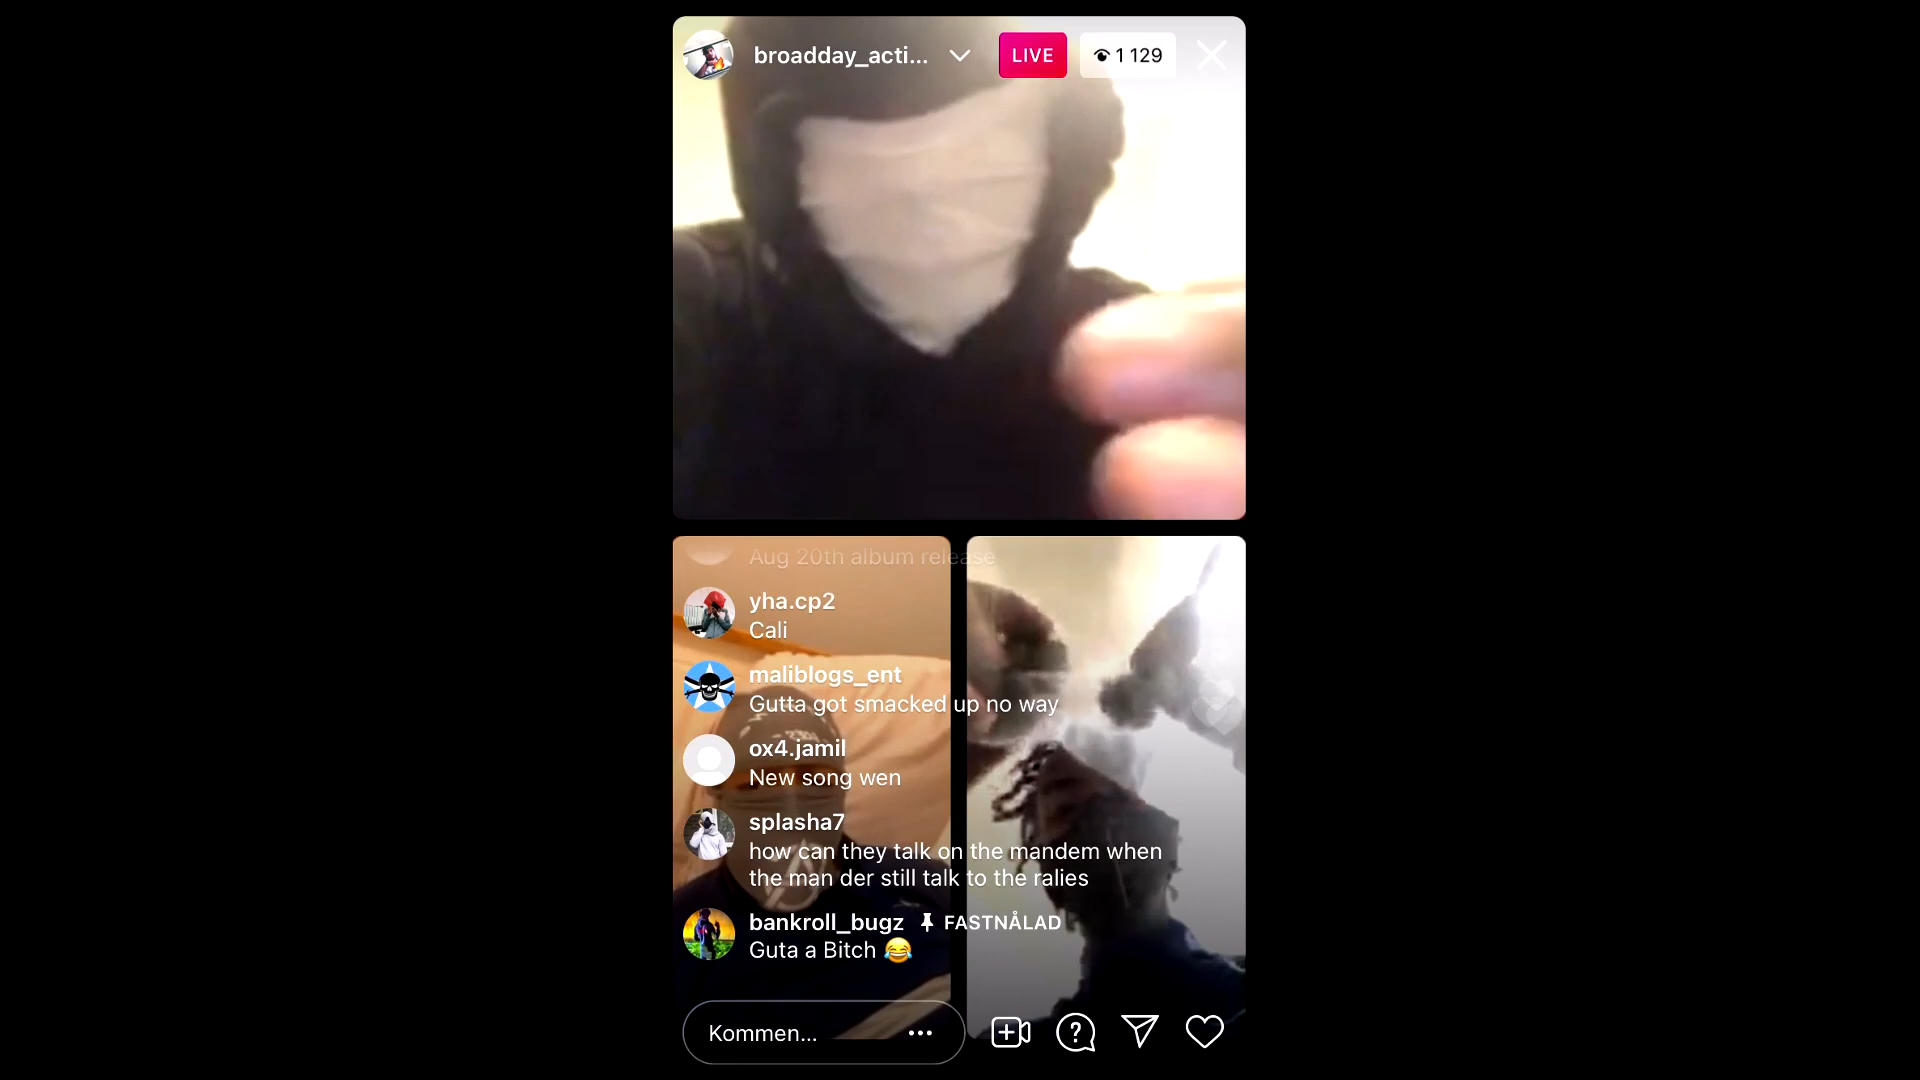 broadday_acti...
LIVE
1 129
Aug 20th album release
yha.cp2
Cali
maliblogs_ent
Gutta got smacked up no way
ox4.jamil
New song wen
splasha7
how can they talk on the mandem when
the man der still talk to the ralies
bankroll_bugz FASTNÅLAD
Guta a Bitch 😂
Kommen...